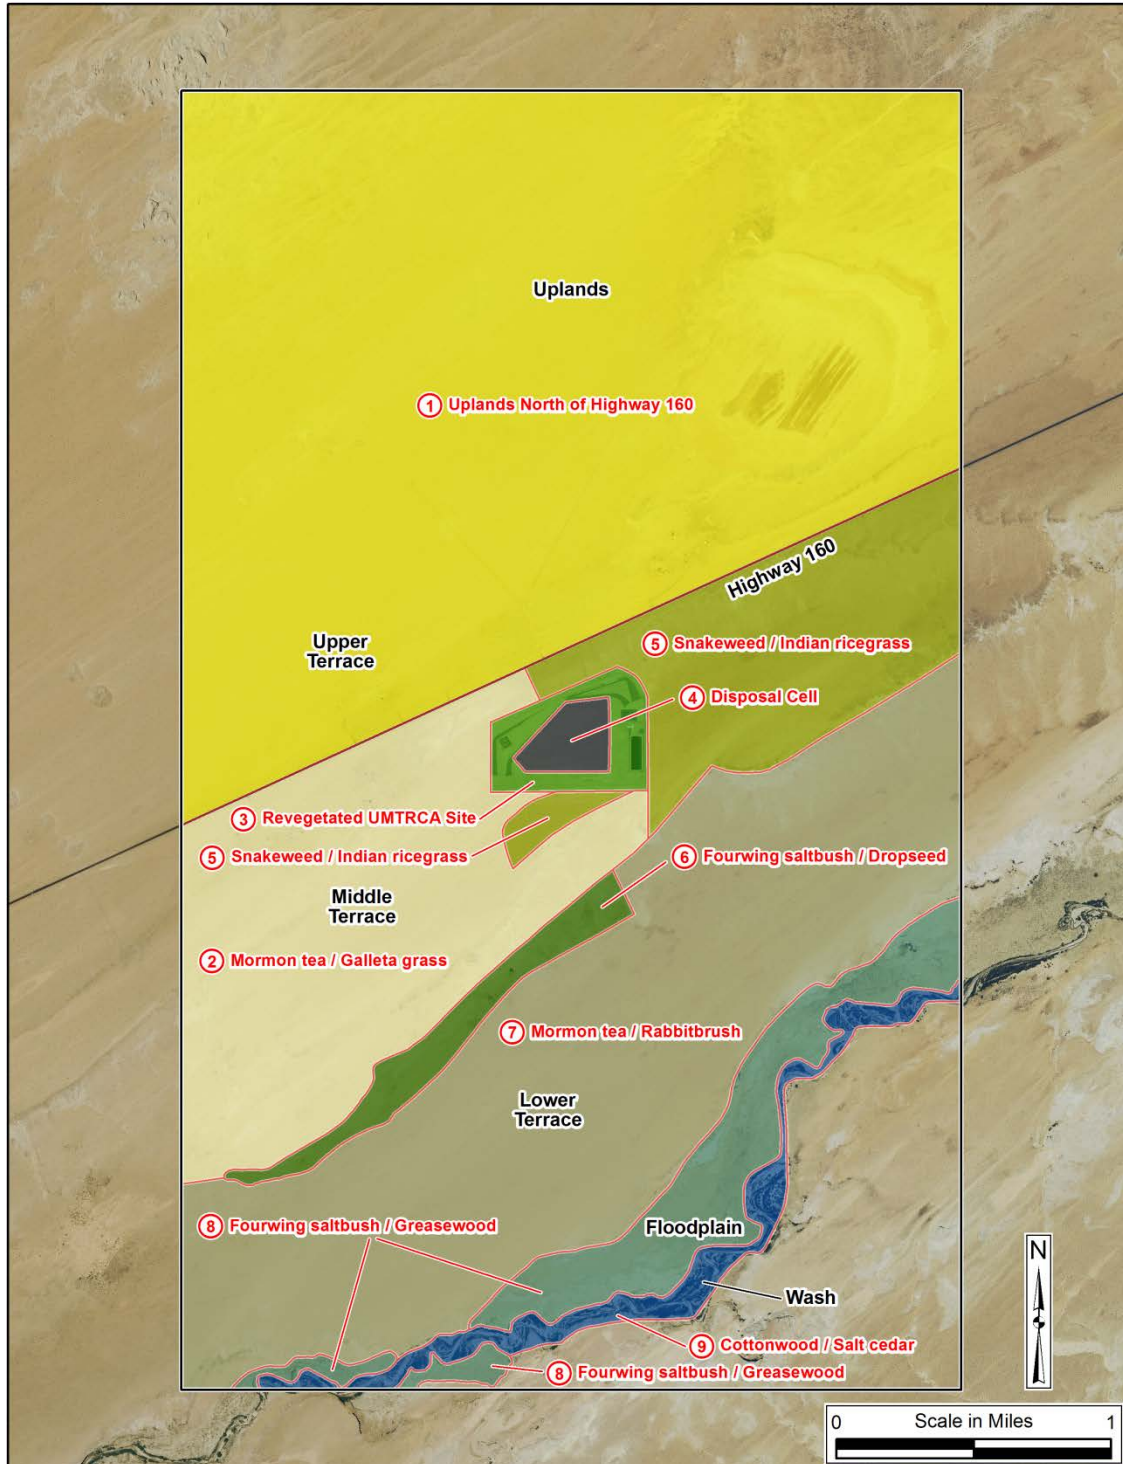 Uplands
1 Uplands North of Highway 160
Highway 160
Upper
Terrace
5 Snakeweed / Indian ricegrass
4 Disposal Cell
3 Revegetated UMTRCA Site
5 Snakeweed / Indian ricegrass
6 Fourwing saltbush / Dropseed
Middle
Terrace
2 Mormon tea / Galleta grass
7 Mormon tea / Rabbitbrush
Lower
Terrace
8 Fourwing saltbush / Greasewood
Floodplain
Wash
9 Cottonwood / Salt cedar
8 Fourwing saltbush / Greasewood
N
0 Scale in Miles 1